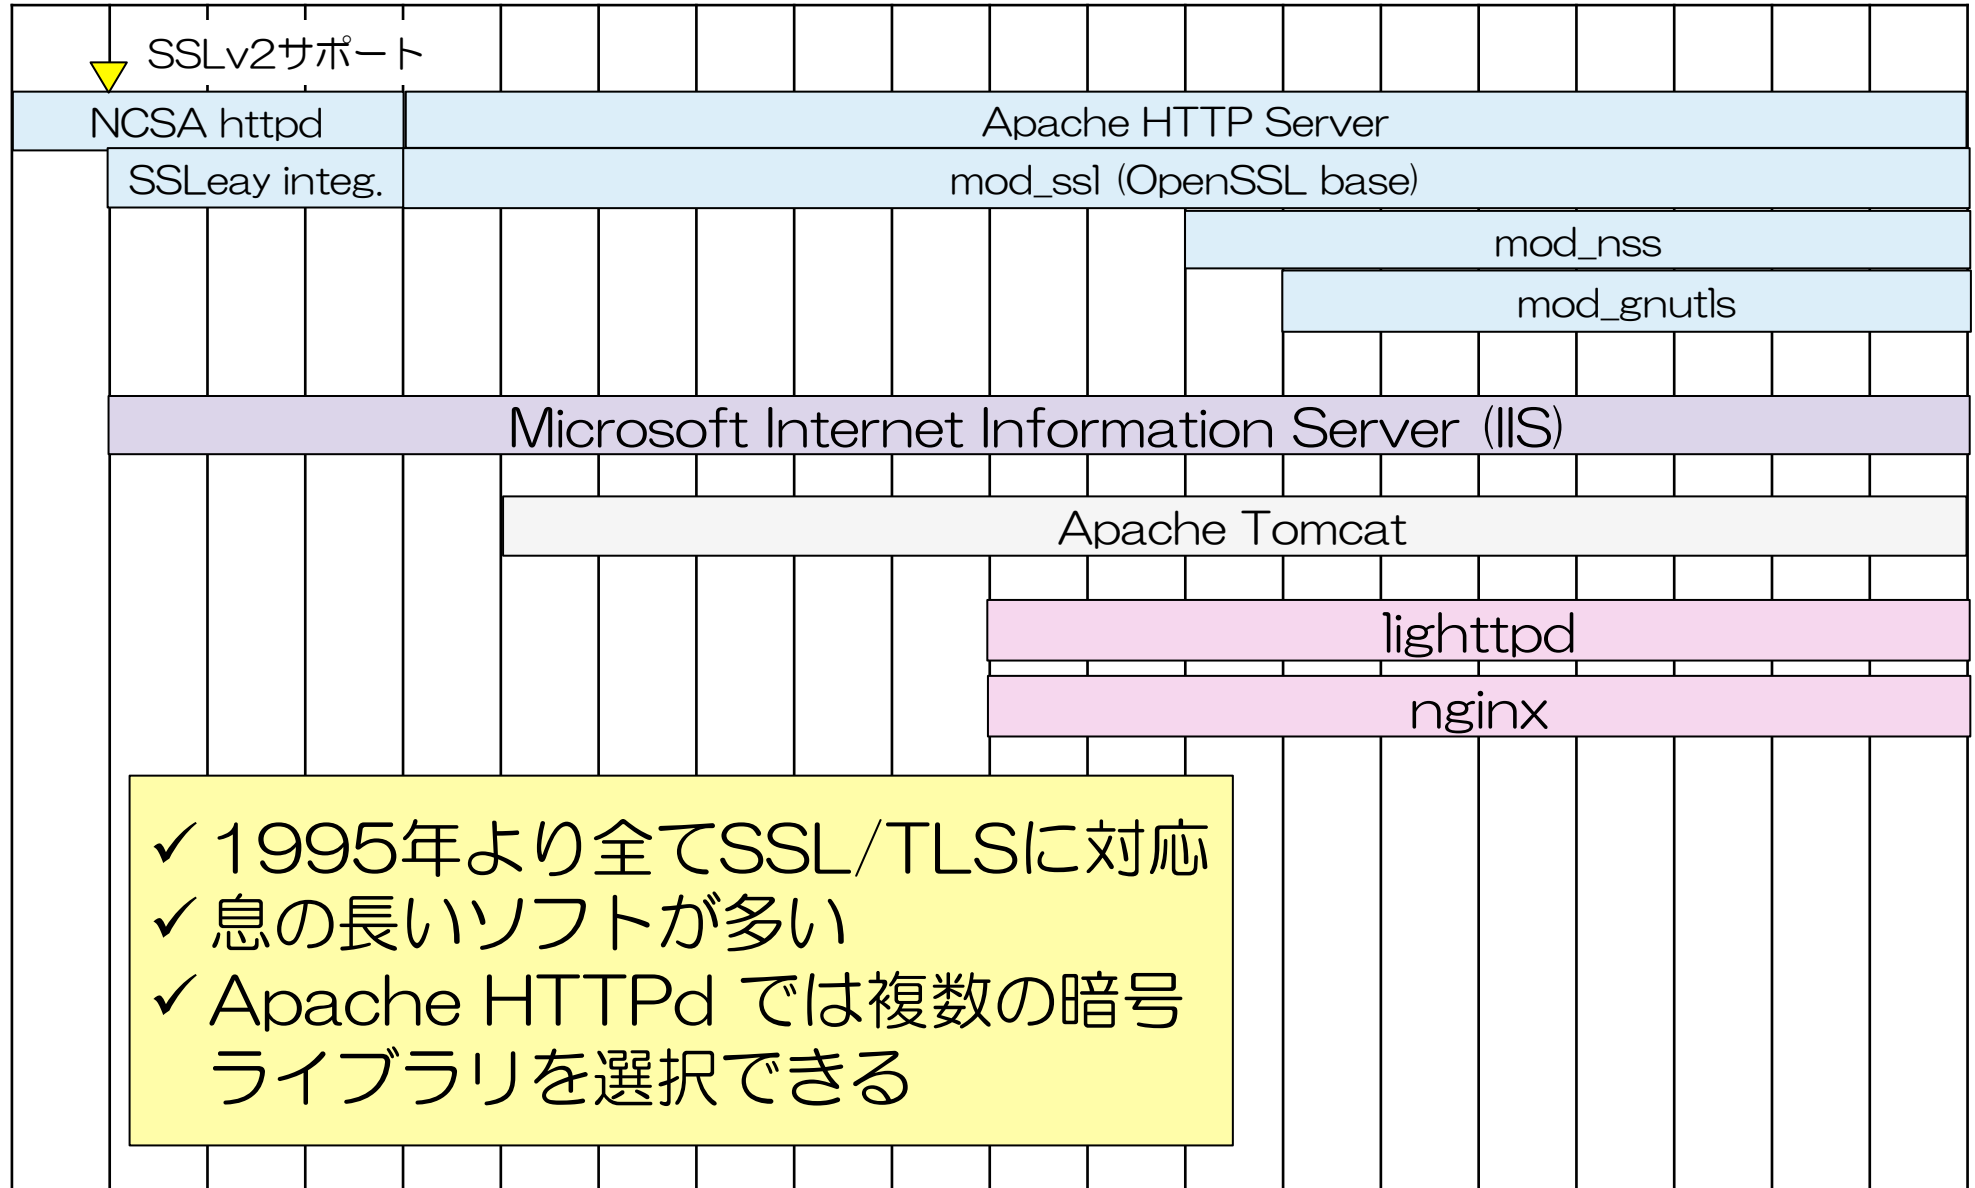 SSLv2サポート
NCSA httpd
Apache HTTP Server
SSLeay integ.
mod_ssl (OpenSSL base)
mod_nss
mod_gnutls
Microsoft Internet Information Server (IIS)
Apache Tomcat
lighttpd
nginx
✓ 1995年より全てSSL/TLSに対応
✓ 息の長いソフトが多い
✓ Apache HTTPd では複数の暗号
ライブラリを選択できる